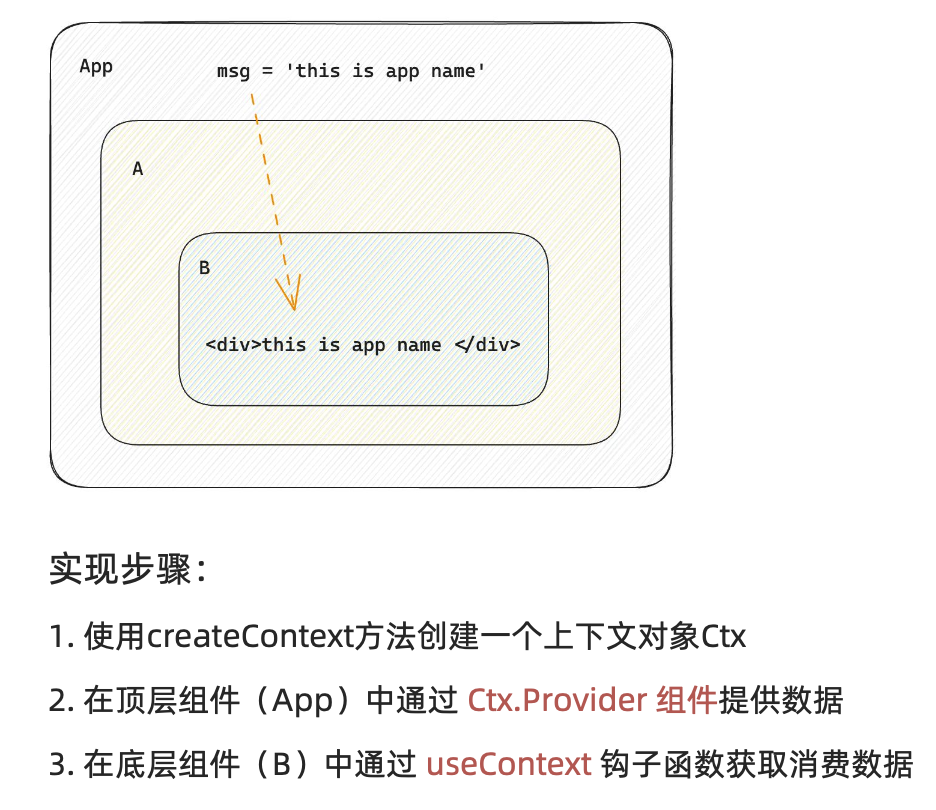 App
msg = 'this is app name'
A
B
<div>this is app name </div>
实现步骤：
1. 使用createContext方法创建一个上下文对象Ctx
2. 在顶层组件（App）中通过 Ctx.Provider 组件提供数据
3. 在底层组件（B）中通过 useContext 钩子函数获取消费数据